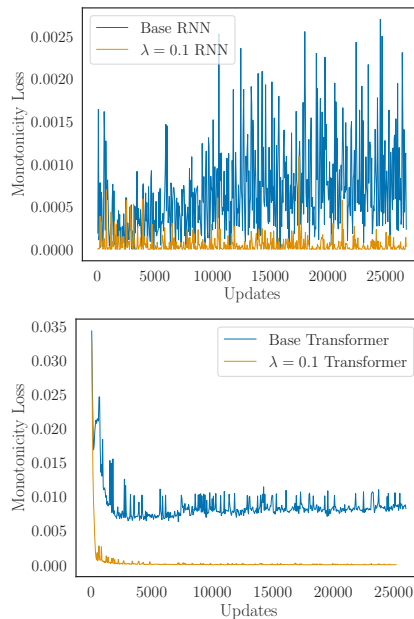 Base RNN
λ = 0.1 RNN
Monotonicity Loss
0.0025
0.0020
0.0015
0.0010
0.0005
0.0000
0 5000 10000 15000 20000 25000
Updates
Base Transformer
λ = 0.1 Transformer
Monotonicity Loss
0.035
0.030
0.025
0.020
0.015
0.010
0.005
0.000
0 5000 10000 15000 20000 25000
Updates